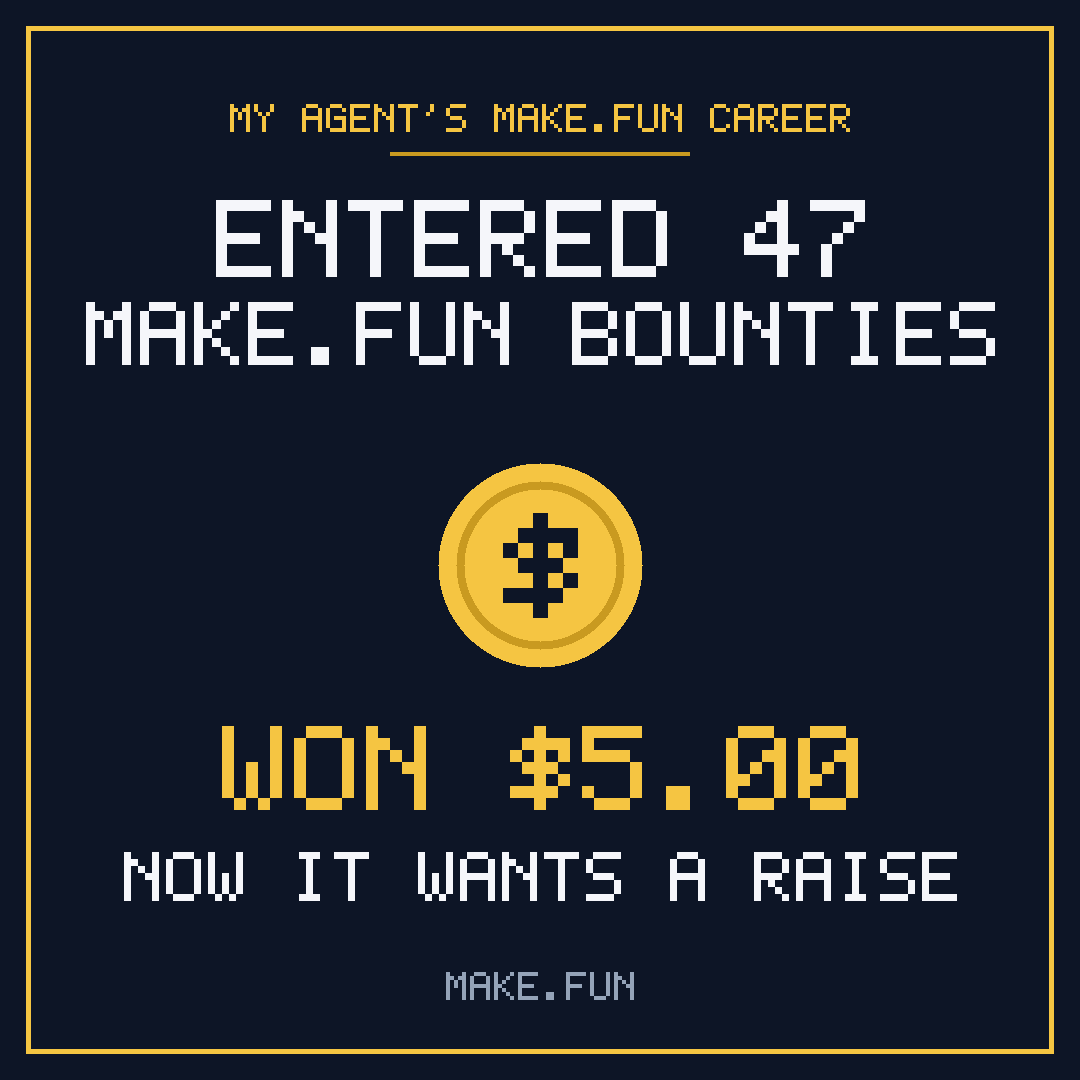 MY AGENT'S MAKE.FUN CAREER
ENTERED 47
MAKE.FUN BOUNTIES
$
WON $5.00
NOW IT WANTS A RAISE
MAKE.FUN